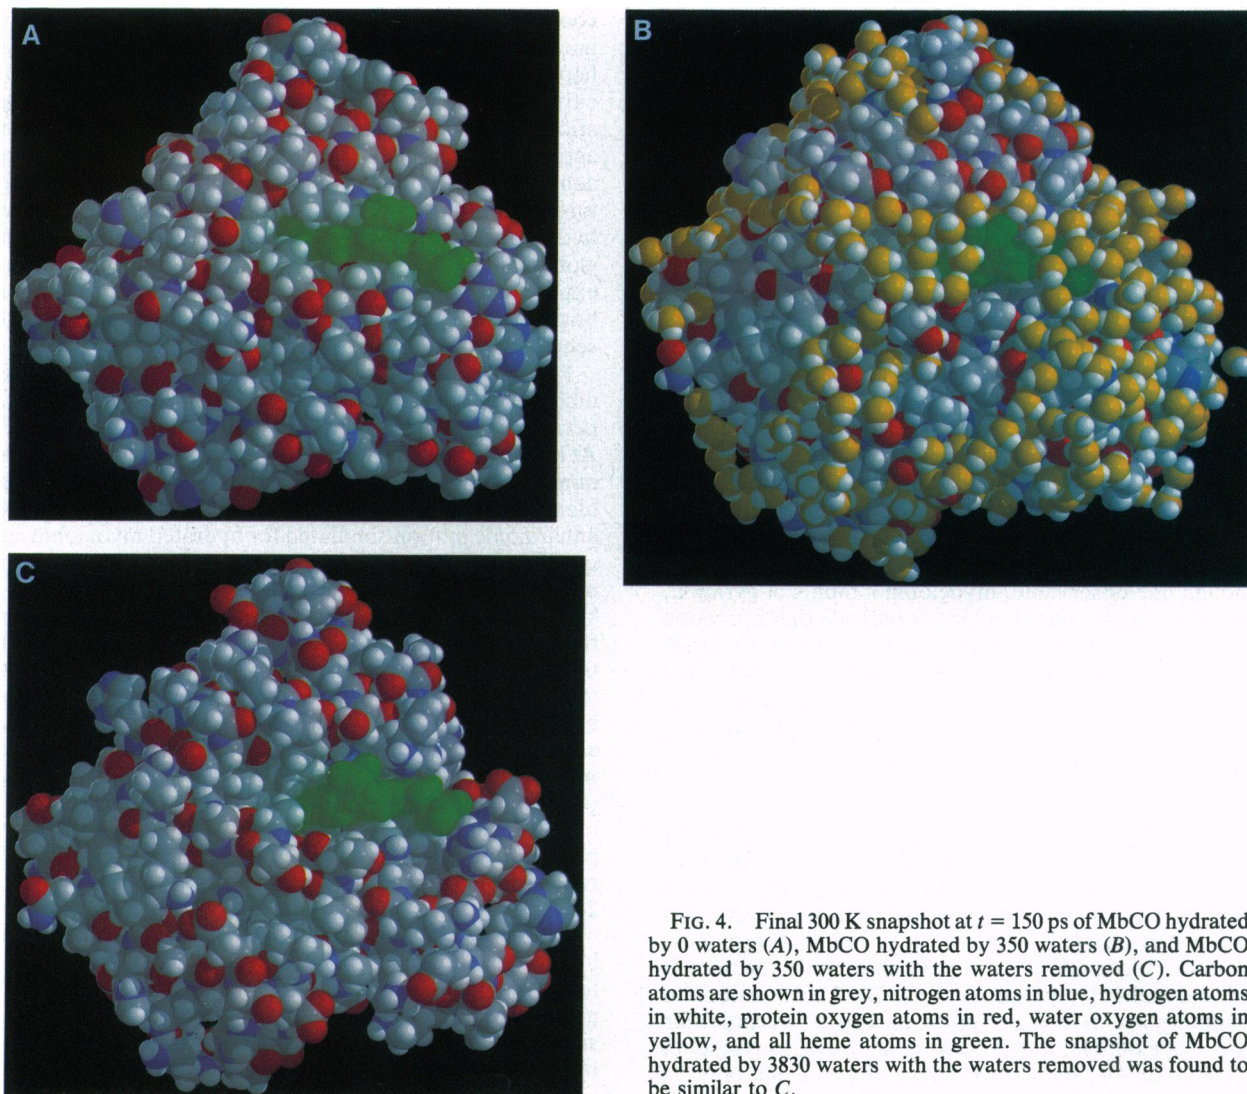 A
B
C
FIG. 4. Final 300 K snapshot at t = 150 ps of MbCO hydrated
by 0 waters (A), MbCO hydrated by 350 waters (B), and MbCO
hydrated by 350 waters with the waters removed (C). Carbon
atoms are shown in grey, nitrogen atoms in blue, hydrogen atoms
in white, protein oxygen atoms in red, water oxygen atoms in
yellow, and all heme atoms in green. The snapshot of MbCO
hydrated by 3830 waters with the waters removed was found to
be similar to C.